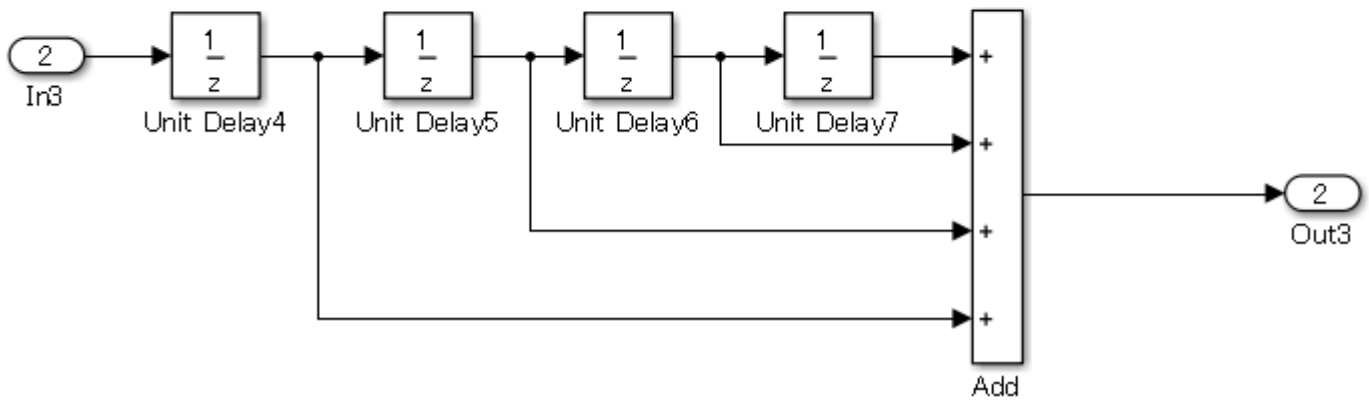 2
In3
1
z
Unit Delay4
1
z
Unit Delay5
1
z
Unit Delay6
1
z
Unit Delay7
+
+
+
+
Add
2
Out3